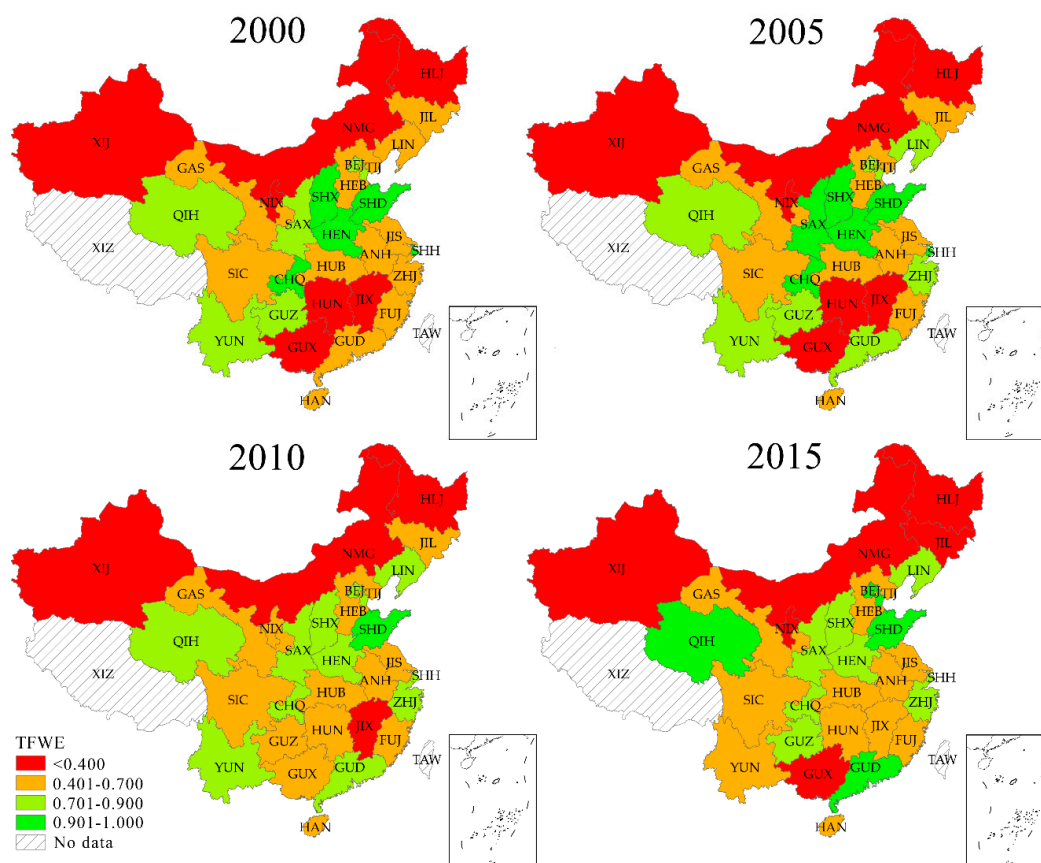 2000
HLJ
JIL
LIN
XIJ
NMG
GAS
BEJ
TIJ
HEB
NIX
SHX
SHD
QIH
SAX
HEN
JIS
XIZ
SHH
ANH
SIC
HUB
CHQ
ZHJ
HUN
JIX
GUZ
FUJ
YUN
GUX
GUD
TAW
HAN
2005
HLJ
JIL
LIN
XIJ
NMG
GAS
BEJ
TIJ
HEB
NIX
SHX
SHD
QIH
SAX
HEN
JIS
XIZ
SHH
ANH
SIC
HUB
CHQ
ZHJ
HUN
JIX
GUZ
FUJ
YUN
GUX
GUD
TAW
HAN
2010
HLJ
JIL
LIN
XIJ
NMG
GAS
BEJ
TIJ
HEB
NIX
SHX
SHD
QIH
SAX
HEN
JIS
XIZ
SHH
ANH
SIC
HUB
CHQ
ZHJ
HUN
JIX
GUZ
FUJ
YUN
GUX
GUD
TAW
HAN
TFWE
<0.400
0.401-0.700
0.701-0.900
0.901-1.000
No data
2015
HLJ
JIL
LIN
XIJ
NMG
GAS
BEJ
TIJ
HEB
NIX
SHX
SHD
QIH
SAX
HEN
JIS
XIZ
SHH
ANH
SIC
HUB
CHQ
ZHJ
HUN
JIX
GUZ
FUJ
YUN
GUX
GUD
TAW
HAN